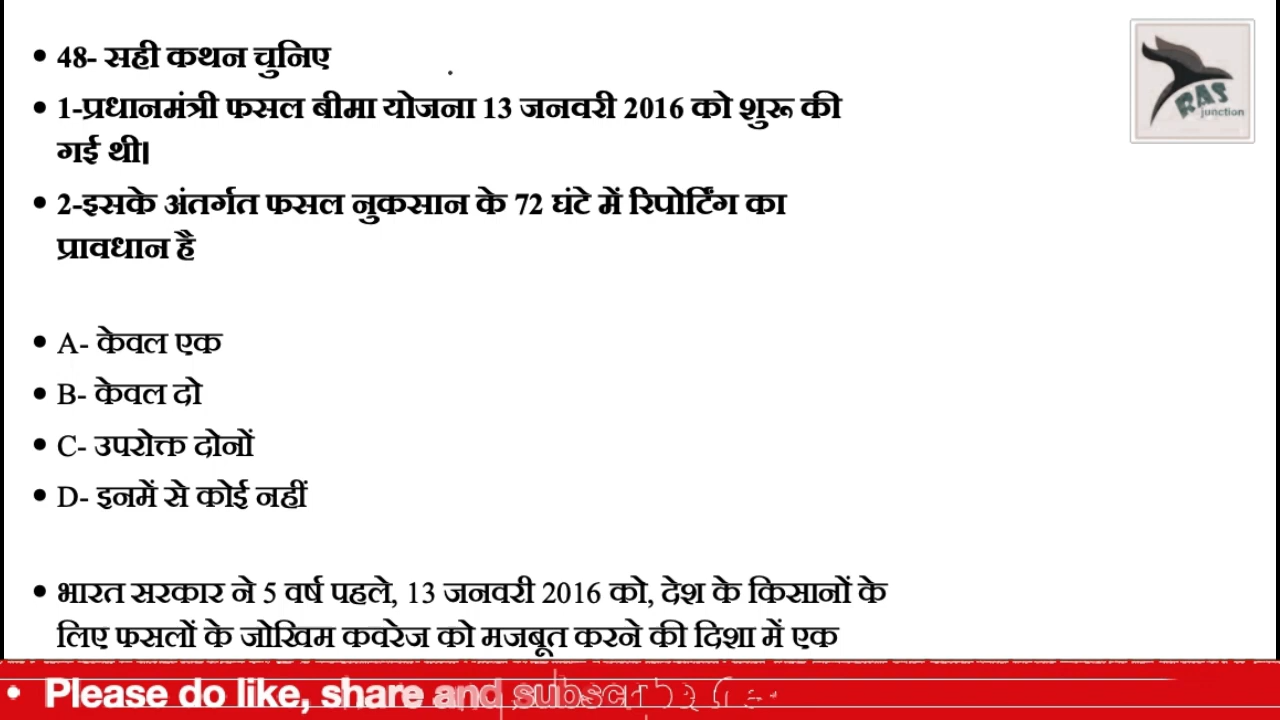 • 48- सही कथन चुनिए
• 1-प्रधानमंत्री फसल बीमा योजना 13 जनवरी 2016 को शुरू की
गई थी।
• 2-इसके अंतर्गत फसल नुकसान के 72 घंटे में रिपोर्टिंग का
प्रावधान है
• A- केवल एक
• B- केवल दो
• C- उपरोक्त दोनों
• D- इनमें से कोई नहीं
• भारत सरकार ने 5 वर्ष पहले, 13 जनवरी 2016 को, देश के किसानों के
लिए फसलों के जोखिम कवरेज को मजबूत करने की दिशा में एक
RAS
junction
• Please do like, share and